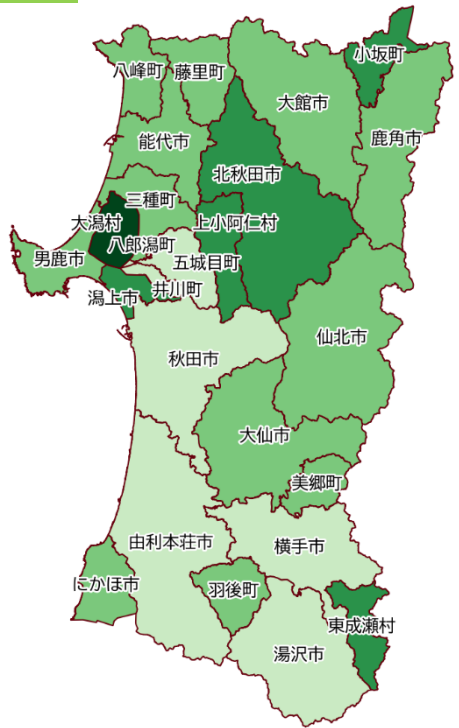 小坂町
八峰町
藤里町
大館市
鹿角市
能代市
北秋田市
三種町
大潟村
上小阿仁村
八郎潟町
男鹿市
五城目町
井川町
潟上市
仙北市
秋田市
大仙市
美郷町
由利本荘市
横手市
にかほ市
羽後町
東成瀬村
湯沢市